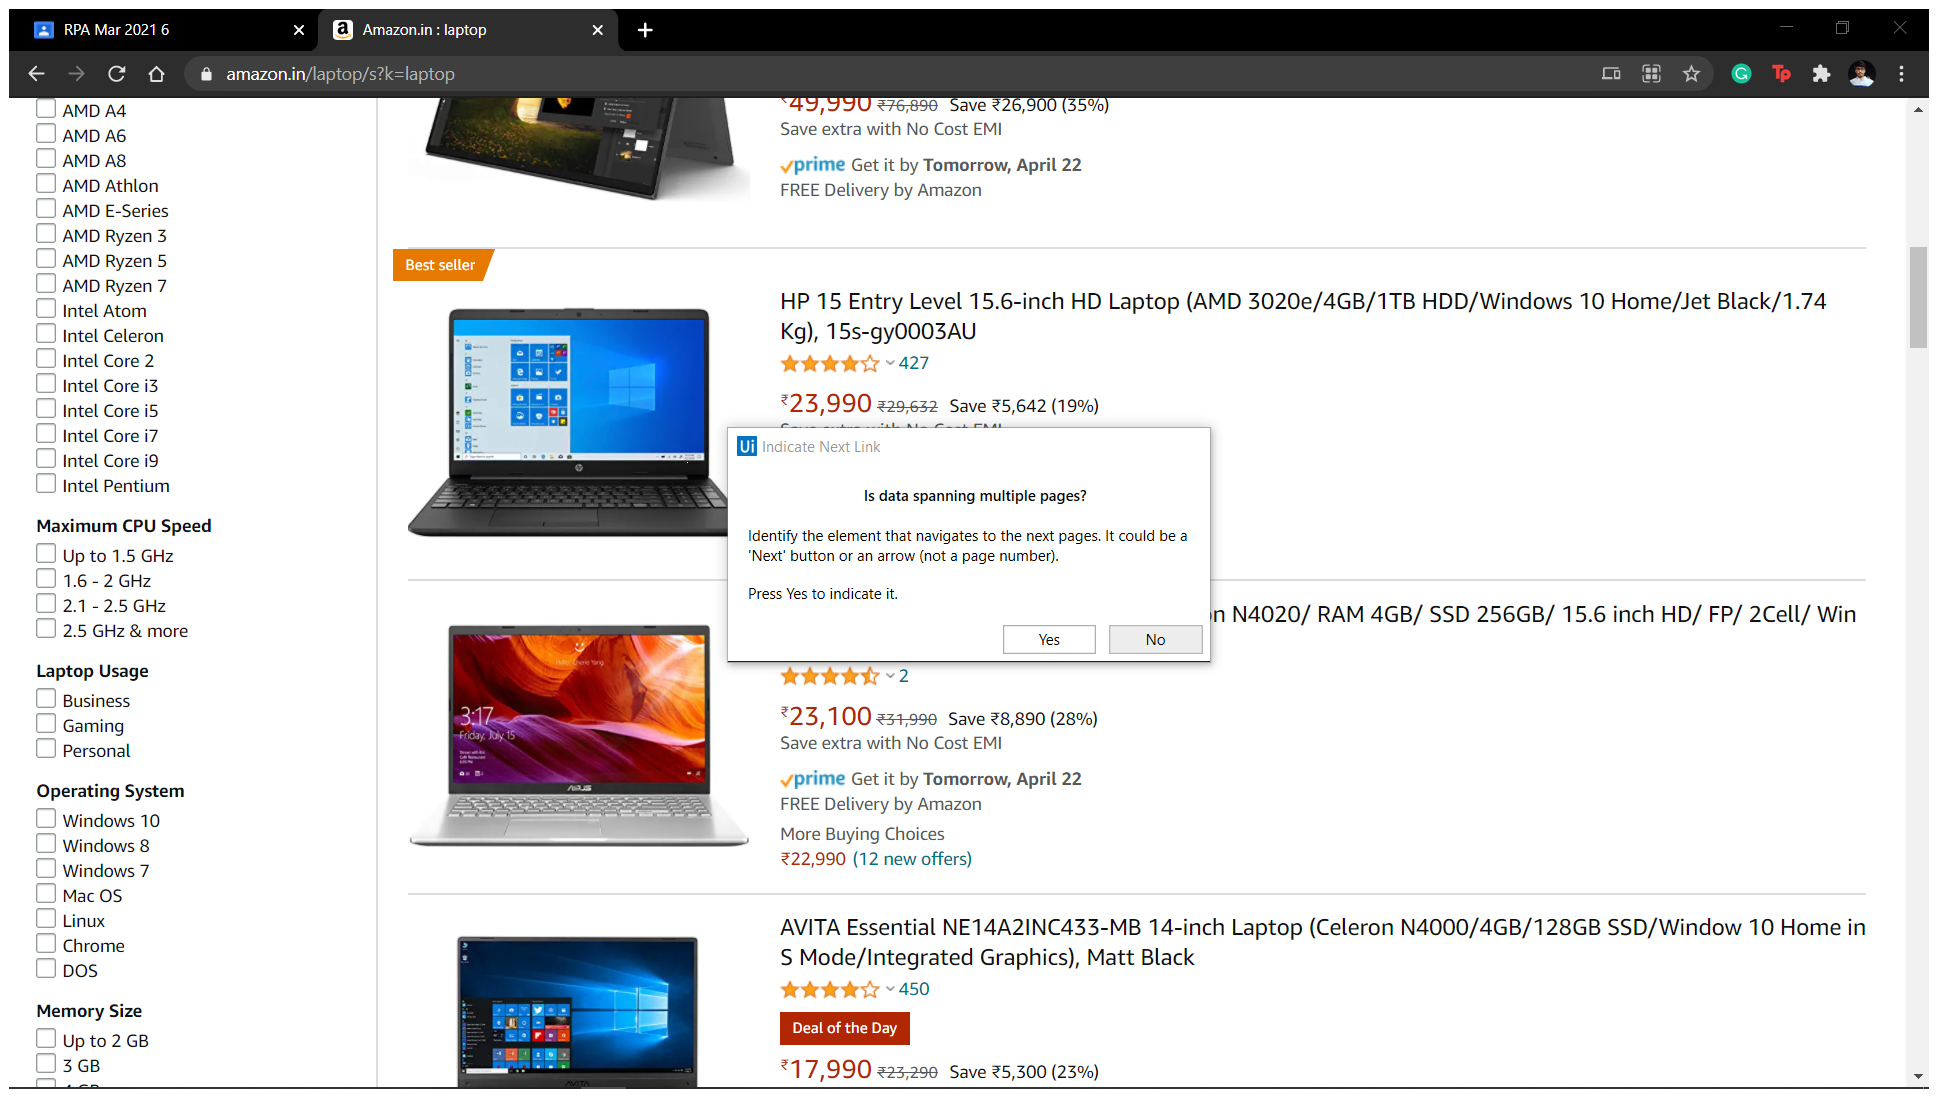 RPA Mar 2021 6
Amazon.in : laptop
amazon.in/laptop/s?k=laptop
AMD A4
AMD A6
AMD A8
AMD Athlon
AMD E-Series
AMD Ryzen 3
AMD Ryzen 5
AMD Ryzen 7
Intel Atom
Intel Celeron
Intel Core 2
Intel Core i3
Intel Core i5
Intel Core i7
Intel Core i9
Intel Pentium
Maximum CPU Speed
Up to 1.5 GHz
1.6 - 2 GHz
2.1 - 2.5 GHz
2.5 GHz & more
Laptop Usage
Business
Gaming
Personal
Operating System
Windows 10
Windows 8
Windows 7
Mac OS
Linux
Chrome
DOS
Memory Size
Up to 2 GB
3 GB
₹49,990 ₹76,890 Save ₹26,900 (35%)
Save extra with No Cost EMI
prime Get it by Tomorrow, April 22
FREE Delivery by Amazon
Best seller
HP 15 Entry Level 15.6-inch HD Laptop (AMD 3020e/4GB/1TB HDD/Windows 10 Home/Jet Black/1.74
Kg), 15s-gy0003AU
427
₹23,990 ₹29,632 Save ₹5,642 (19%)
Save extra with No Cost EMI
Ui Indicate Next Link
Is data spanning multiple pages?
Identify the element that navigates to the next pages. It could be a
'Next' button or an arrow (not a page number).
Press Yes to indicate it.
Yes No
N4020/ RAM 4GB/ SSD 256GB/ 15.6 inch HD/ FP/ 2Cell/ Win
2
3:17
Friday, July 15
ASUS
₹23,100 ₹31,990 Save ₹8,890 (28%)
Save extra with No Cost EMI
prime Get it by Tomorrow, April 22
FREE Delivery by Amazon
More Buying Choices
₹22,990 (12 new offers)
AVITA Essential NE14A2INC433-MB 14-inch Laptop (Celeron N4000/4GB/128GB SSD/Window 10 Home in
S Mode/Integrated Graphics), Matt Black
450
Deal of the Day
₹17,990 ₹23,290 Save ₹5,300 (23%)
AVITA